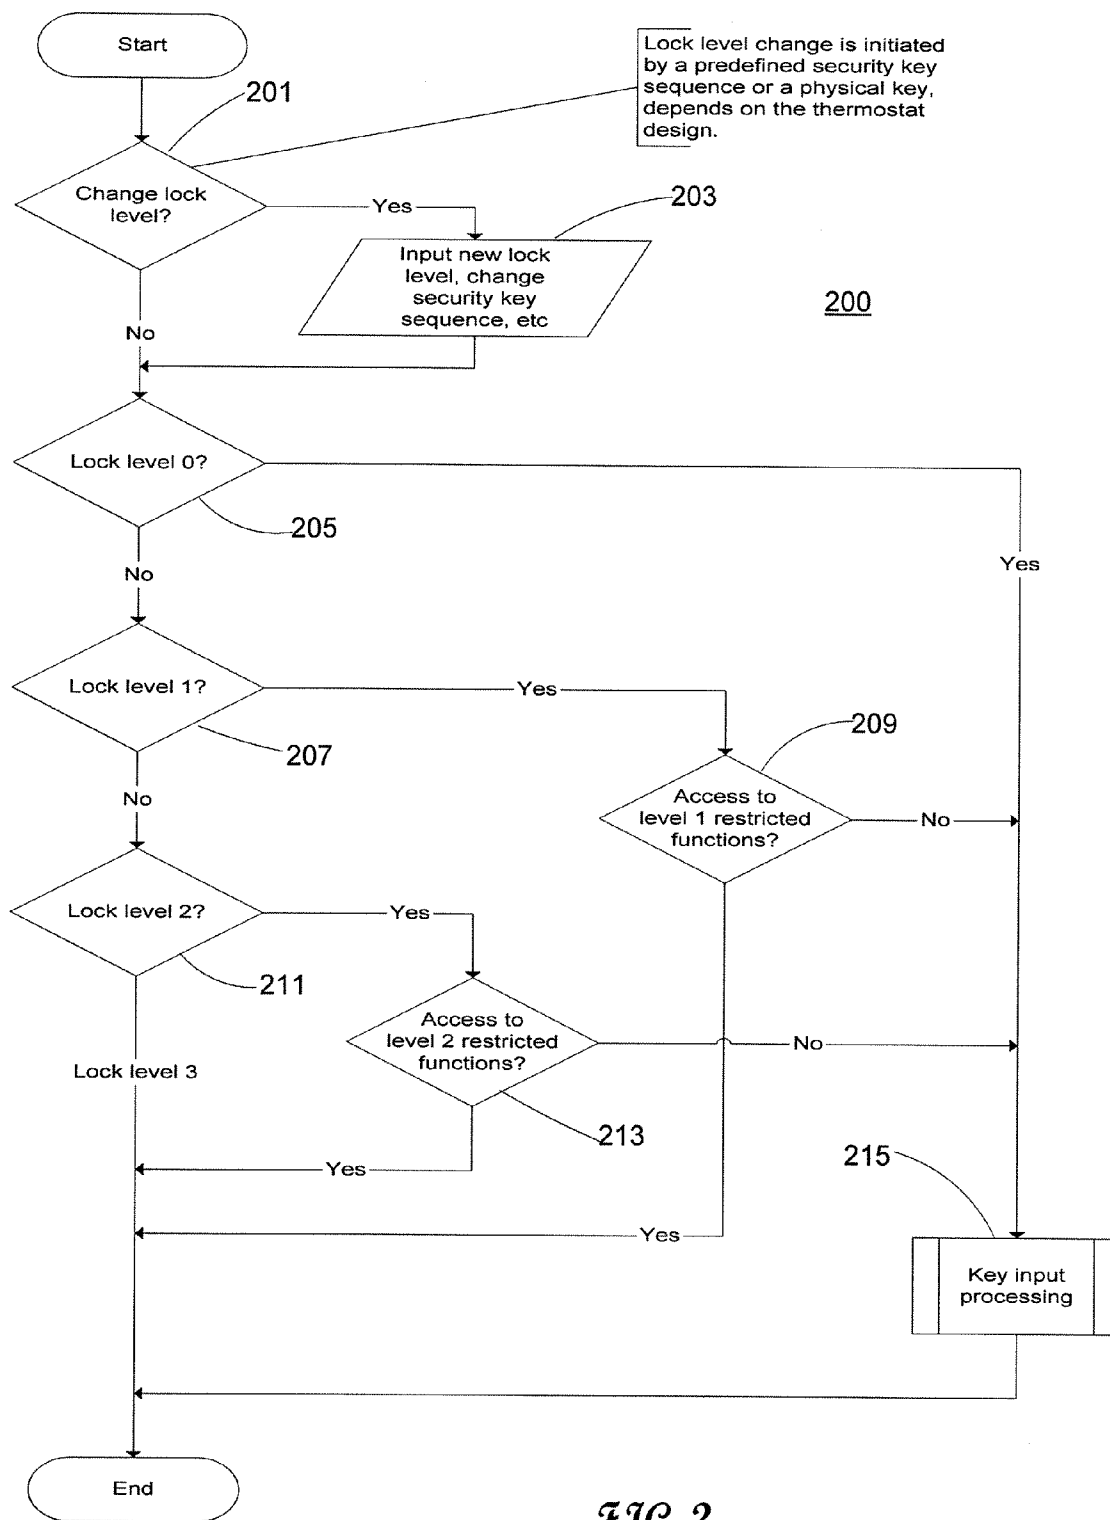 Start
201
Lock level change is initiated
by a predefined security key
sequence or a physical key,
depends on the thermostat
design.
Change lock
level?
Yes
203
Input new lock
level, change
security key
sequence, etc
200
No
Lock level 0?
205
Yes
No
Lock level 1?
Yes
207
209
No
Access to
level 1 restricted
functions?
No
Lock level 2?
Yes
211
Access to
level 2 restricted
functions?
No
Lock level 3
213
215
Yes
Yes
Key input
processing
End
FIG. 2